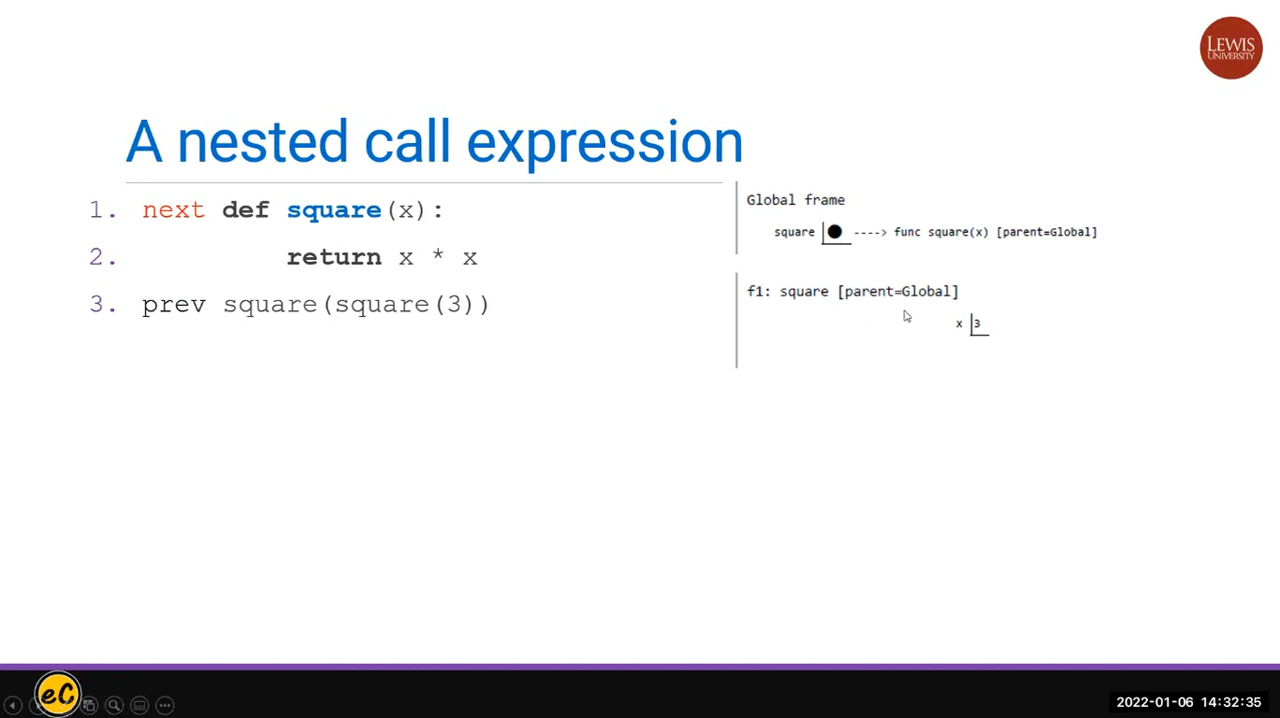 LEWIS
UNIVERSITY
A nested call expression
1. next def square(x):
2. return x * x
3. prev square(square(3))
Global frame
square ----> func square(x) [parent=Global]
f1: square [parent=Global]
x 3
eC
2022-01-06 14:32:35